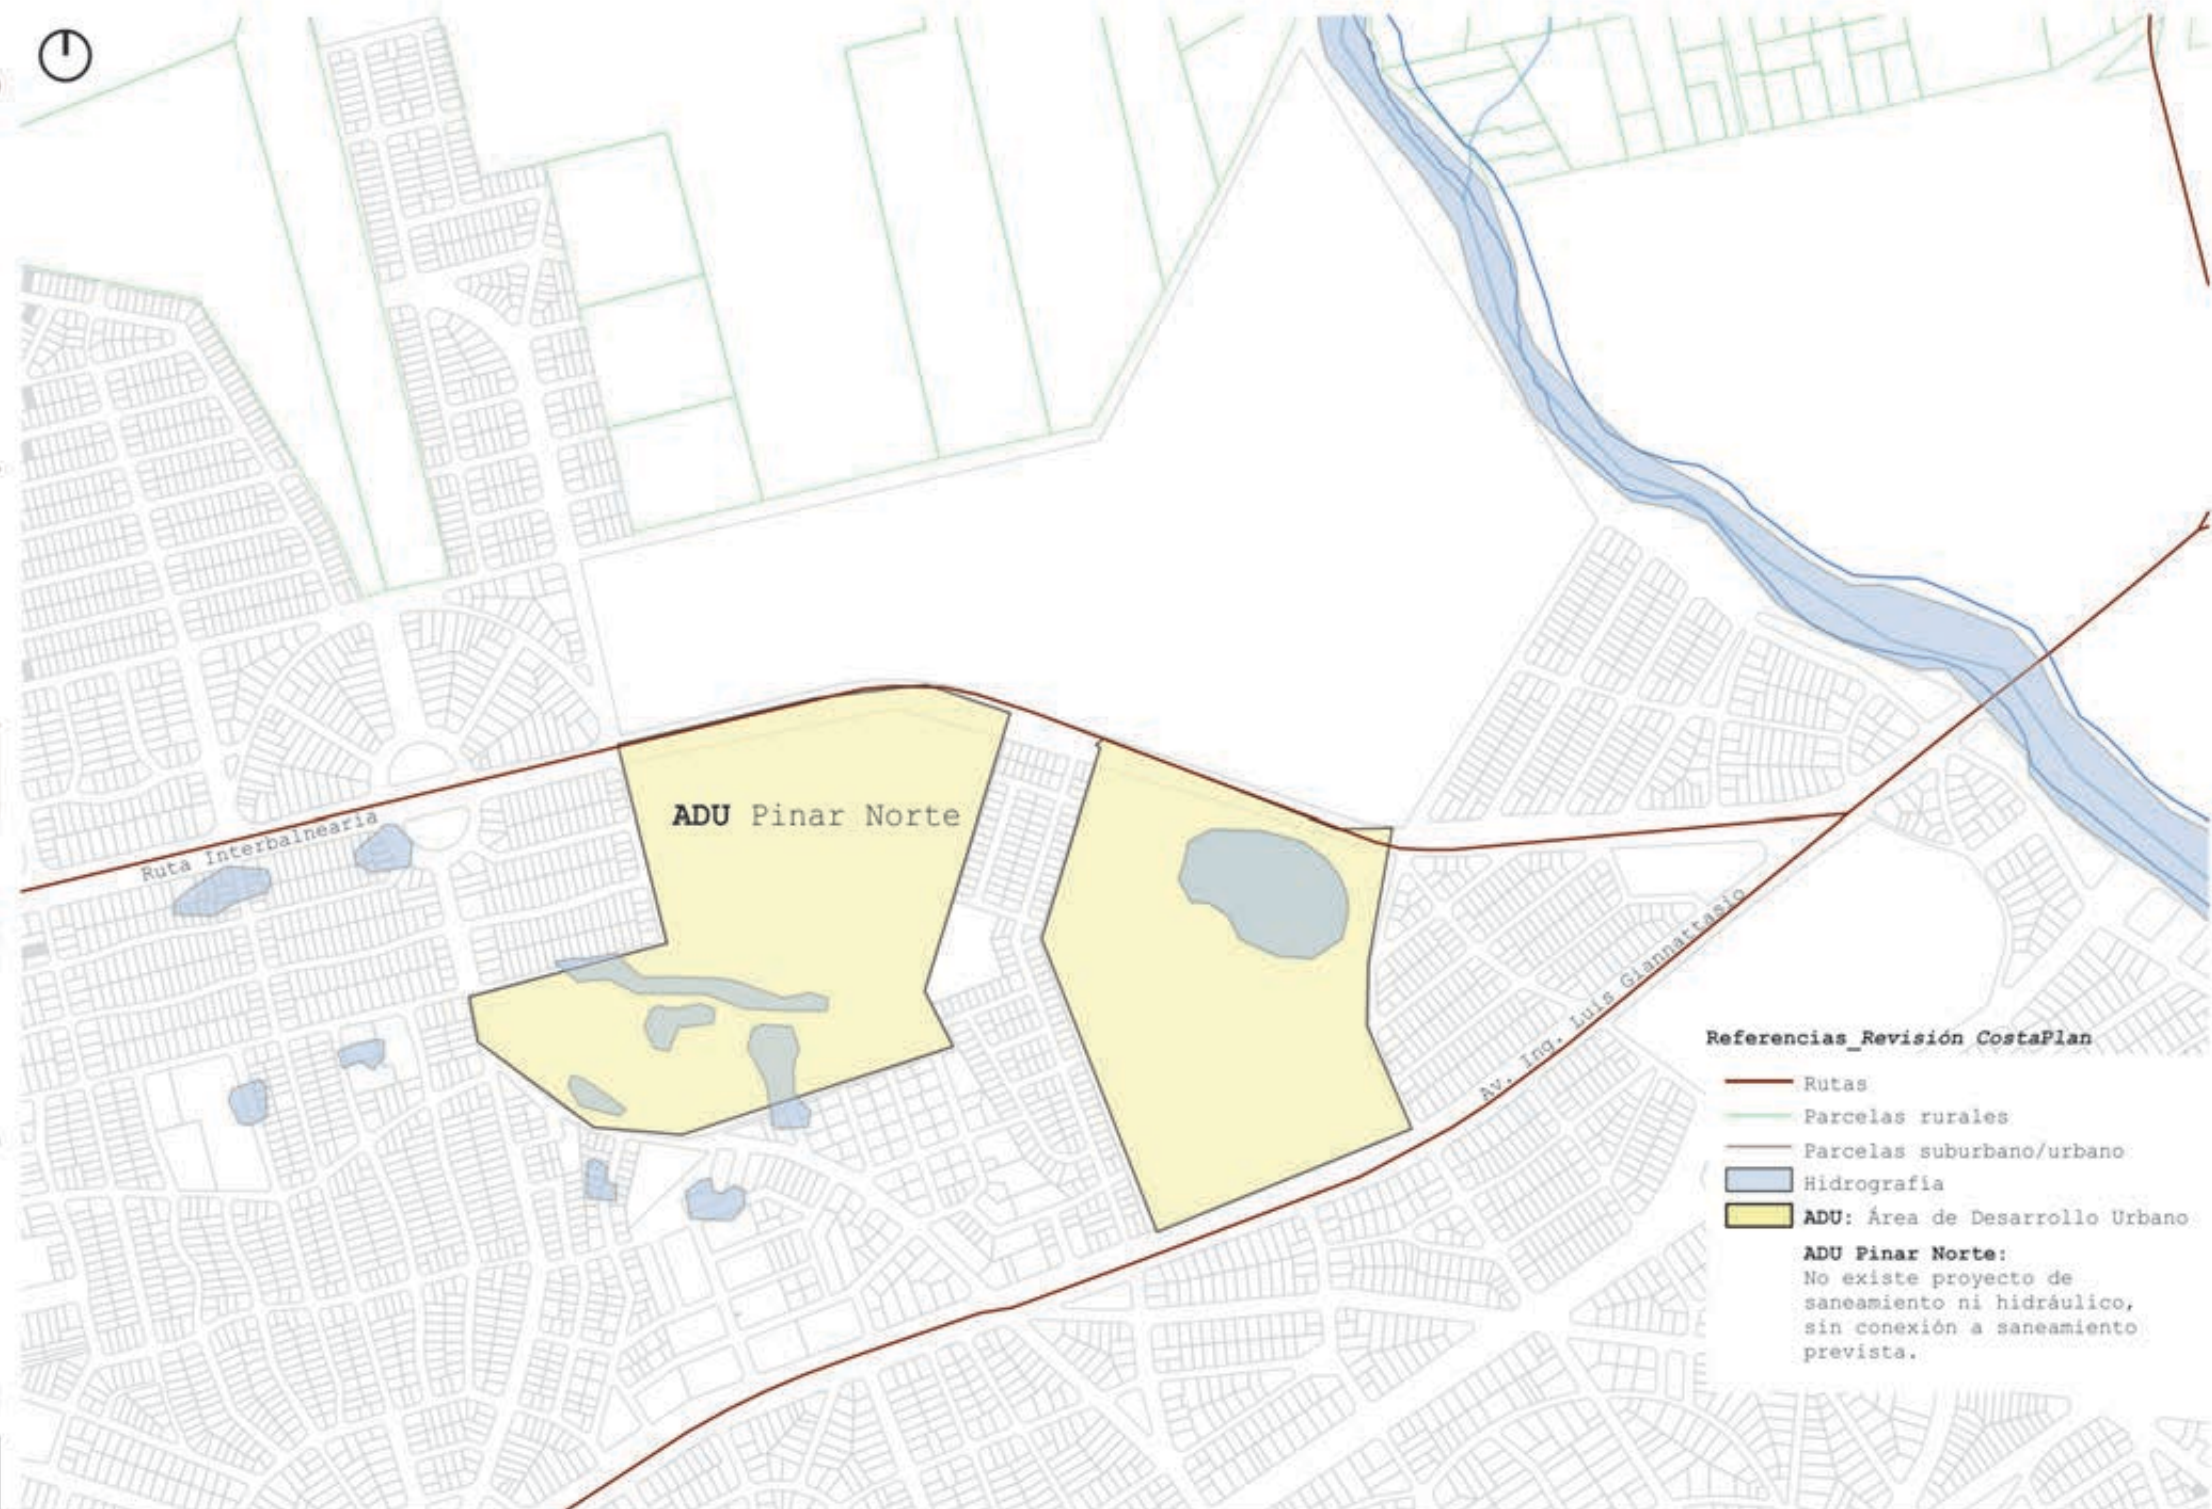 ADU Pinar Norte
Ruta Interbalnearia
Av. Ing. Luis Giannattasio
Referencias_Revisión CostaPlan
Rutas
Parcelas rurales
Parcelas suburbano/urbano
Hidrografía
ADU: Área de Desarrollo Urbano
ADU Pinar Norte:
No existe proyecto de
saneamiento ni hidráulico,
sin conexión a saneamiento
prevista.